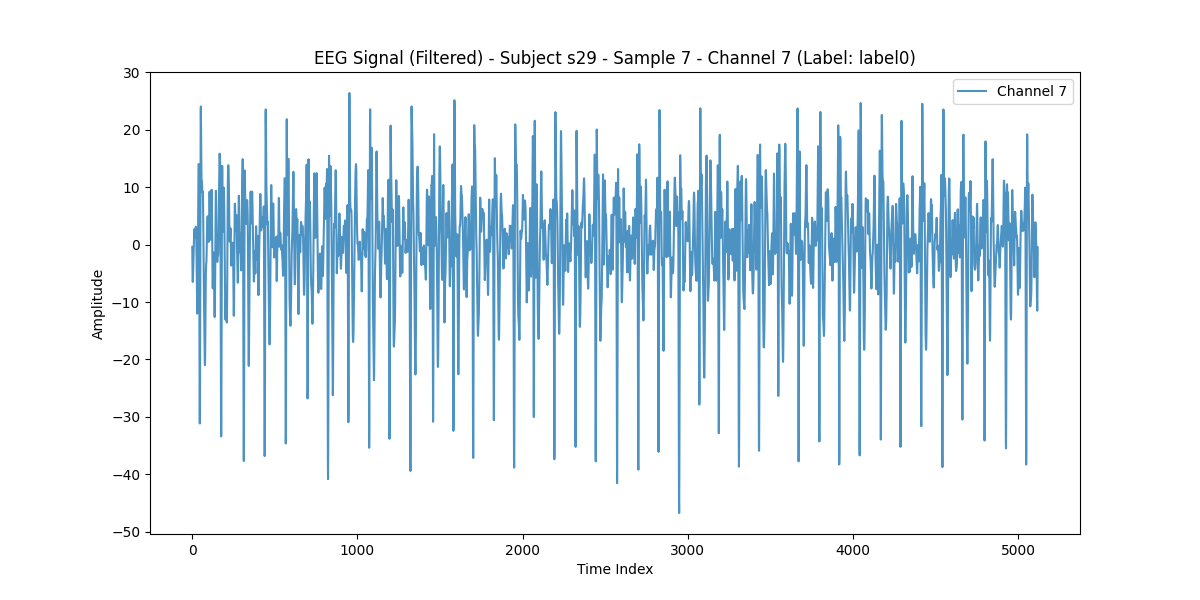 EEG Signal (Filtered) - Subject s29 - Sample 7 - Channel 7 (Label: label0)
Channel 7
30
20
10
0
−10
−20
−30
−40
−50
Amplitude
0 1000 2000 3000 4000 5000
Time Index